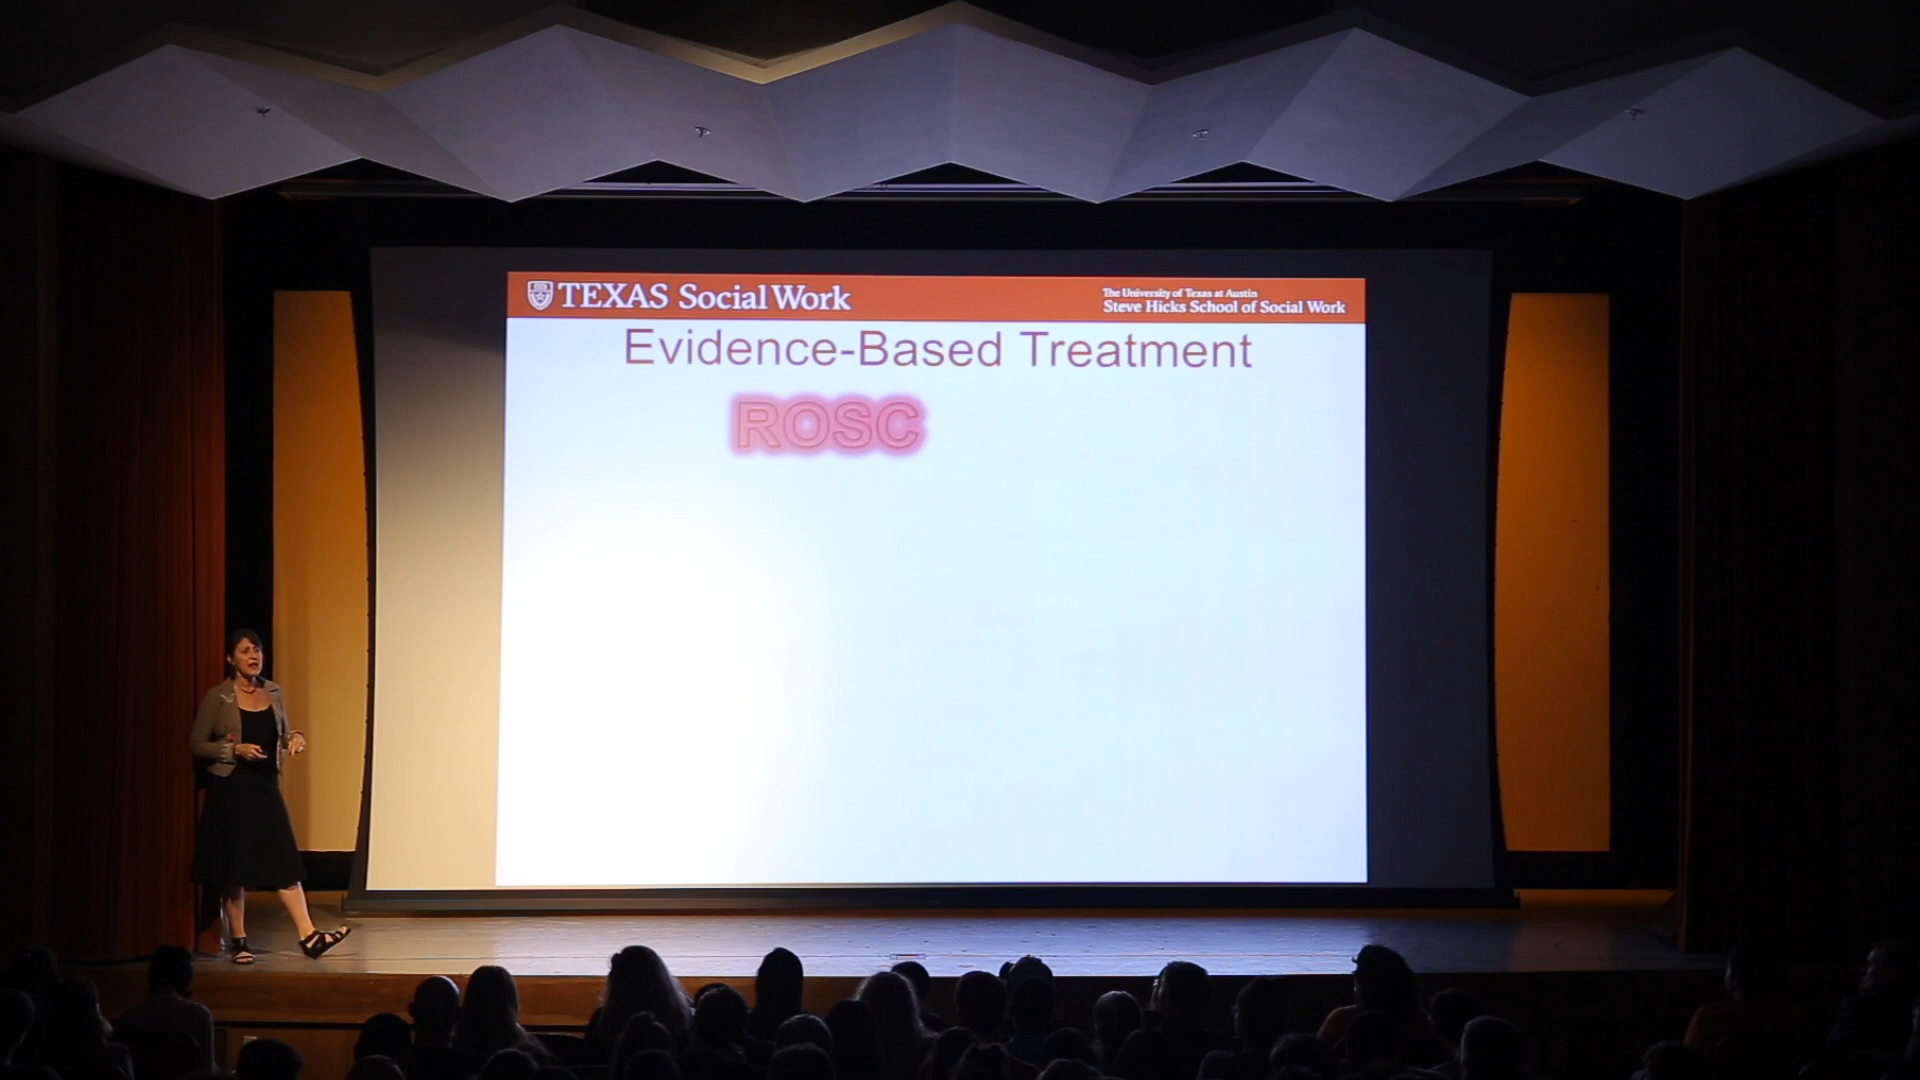 TEXAS Social Work
The University of Texas at Austin
Steve Hicks School of Social Work
Evidence-Based Treatment
ROSC